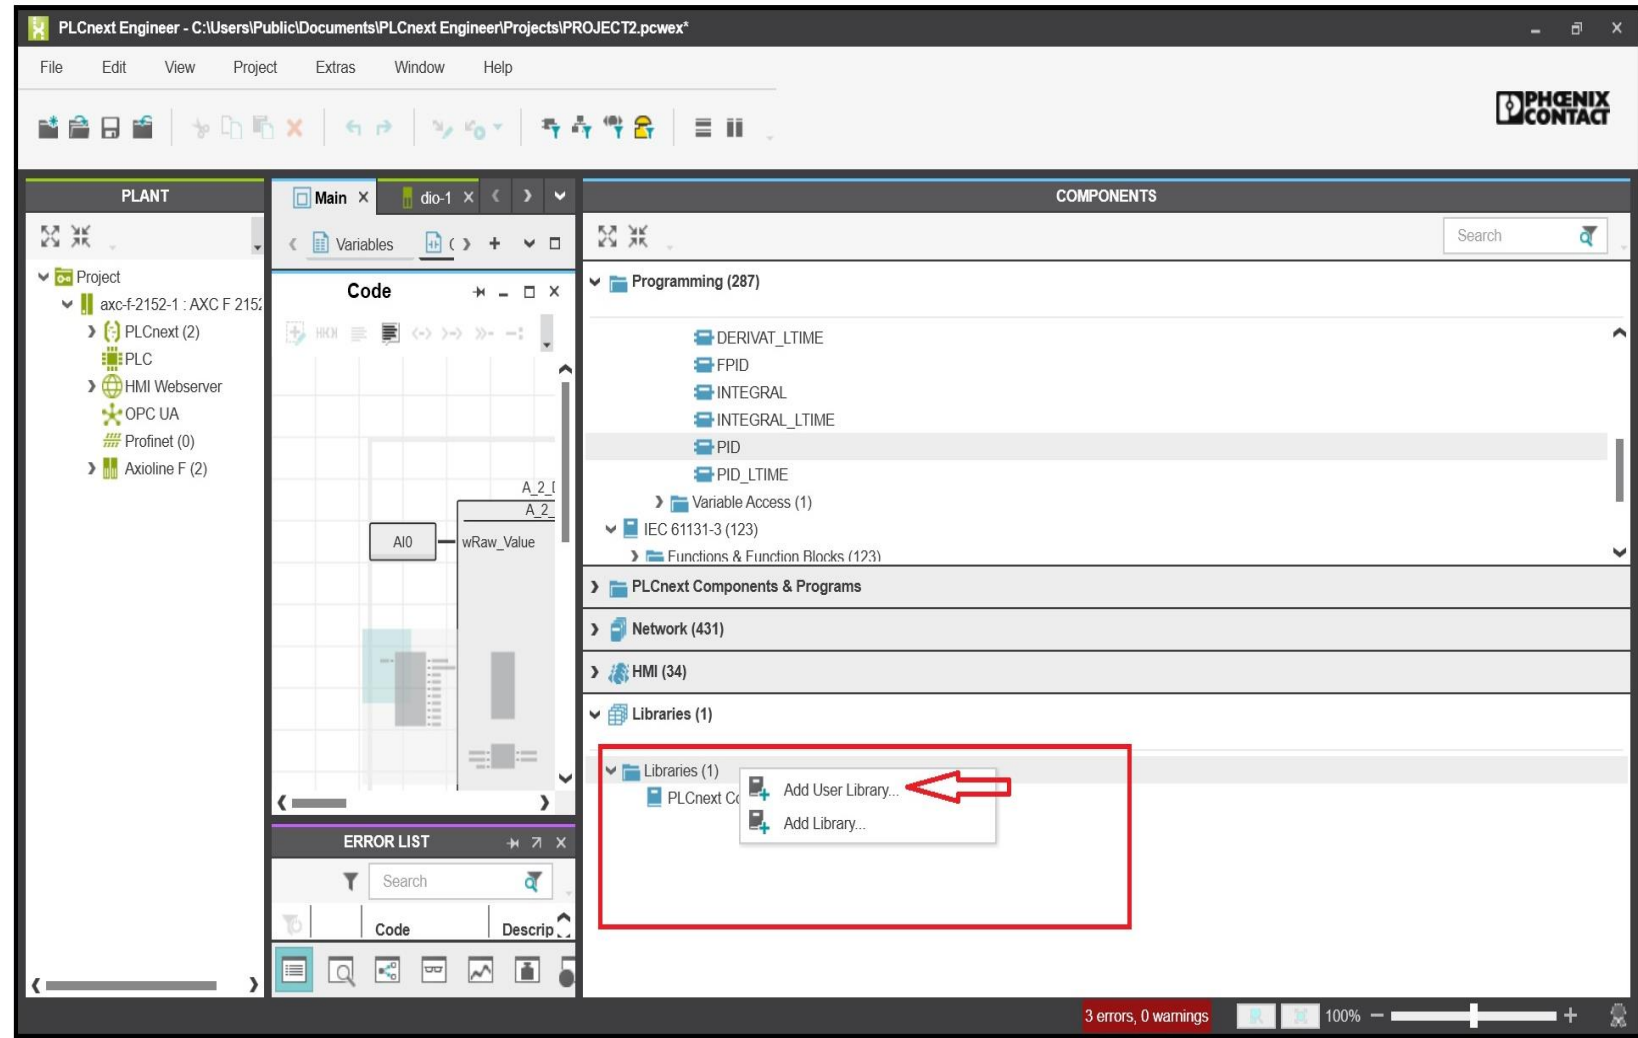 PLCnext Engineer - C:\Users\Public\Documents\PLCnext Engineer\Projects\PROJECT2.pcwex*
File Edit View Project Extras Window Help
PHŒNIX
CONTACT
PLANT
Project
axc-f-2152-1 : AXC F 2152
PLCnext (2)
PLC
HMI Webserver
OPC UA
Profinet (0)
Axioline F (2)
Main dio-1
Variables
Code
A_2_
A_2_
AI0 wRaw_Value
ERROR LIST
Search
Code Descrip
COMPONENTS
Search
Programming (287)
DERIVAT_LTIME
FPID
INTEGRAL
INTEGRAL_LTIME
PID
PID_LTIME
Variable Access (1)
IEC 61131-3 (123)
Functions & Function Blocks (123)
PLCnext Components & Programs
Network (431)
HMI (34)
Libraries (1)
Libraries (1)
PLCnext Co
Add User Library...
Add Library...
3 errors, 0 warnings 100%